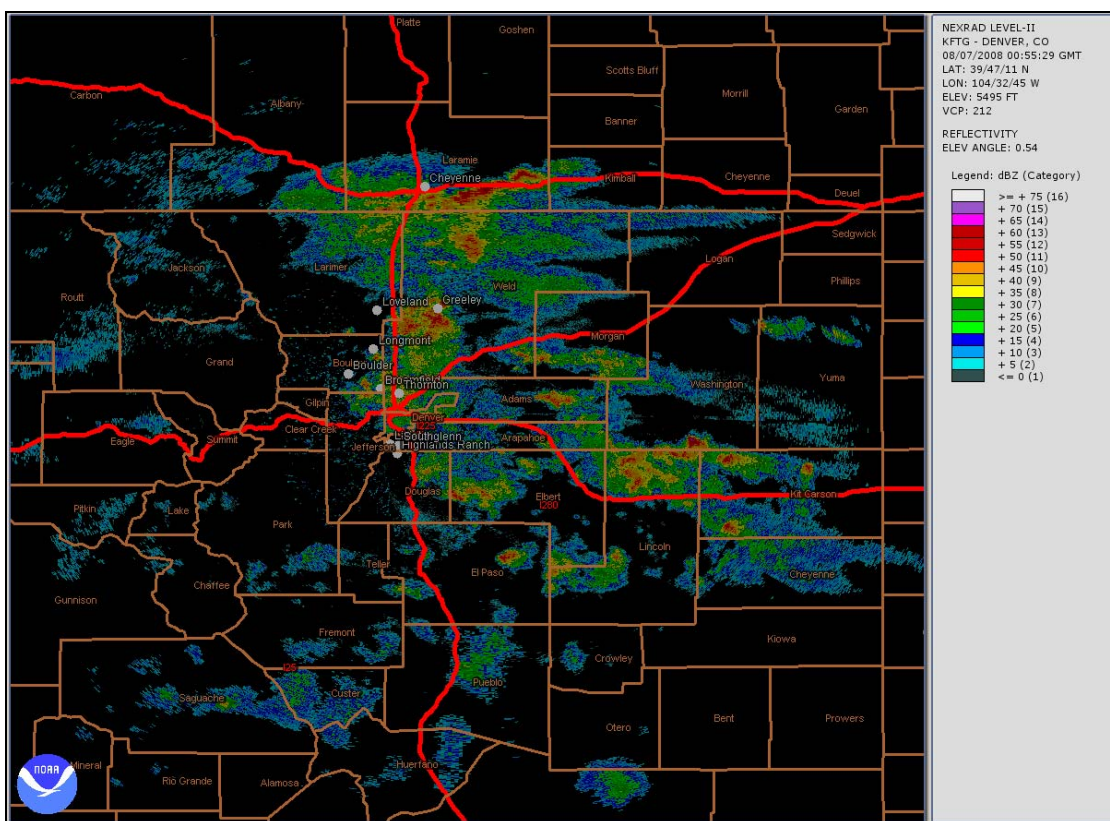 NEXRAD LEVEL-II
KFTG - DENVER, CO
08/07/2008 00:55:29 GMT
LAT: 39/47/11 N
LON: 104/32/45 W
ELEV: 5495 FT
VCP: 212
REFLECTIVITY
ELEV ANGLE: 0.54
Legend: dBZ (Category)
>= + 75 (16)
+ 70 (15)
+ 65 (14)
+ 60 (13)
+ 55 (12)
+ 50 (11)
+ 45 (10)
+ 40 (9)
+ 35 (8)
+ 30 (7)
+ 25 (6)
+ 20 (5)
+ 15 (4)
+ 10 (3)
+ 5 (2)
<= 0 (1)
Platte
Goshen
Scotts Bluff
Carbon
Albany
Morrill
Garden
Banner
Laramie
Cheyenne
Kimball
Cheyenne
Deuel
Sedgwick
Jackson
Larimer
Logan
Weld
Phillips
Routt
Loveland
Greeley
Morgan
Longmont
Grand
Boulder
Washington
Yuma
Thornton
Gilpin
Adams
Denver
I225
Clear Creek
Eagle
Summit
Southglenn
Arapahoe
Jefferson
Highlands Ranch
Douglas
Elbert
I280
Kit Carson
Pitkin
Lake
Park
Lincoln
Teller
El Paso
Cheyenne
Chaffee
Gunnison
Fremont
Kiowa
Crowley
I25
Pueblo
Saguache
Custer
Otero
Bent
Prowers
Mineral
Huerfano
Rio Grande
Alamosa
NOAA